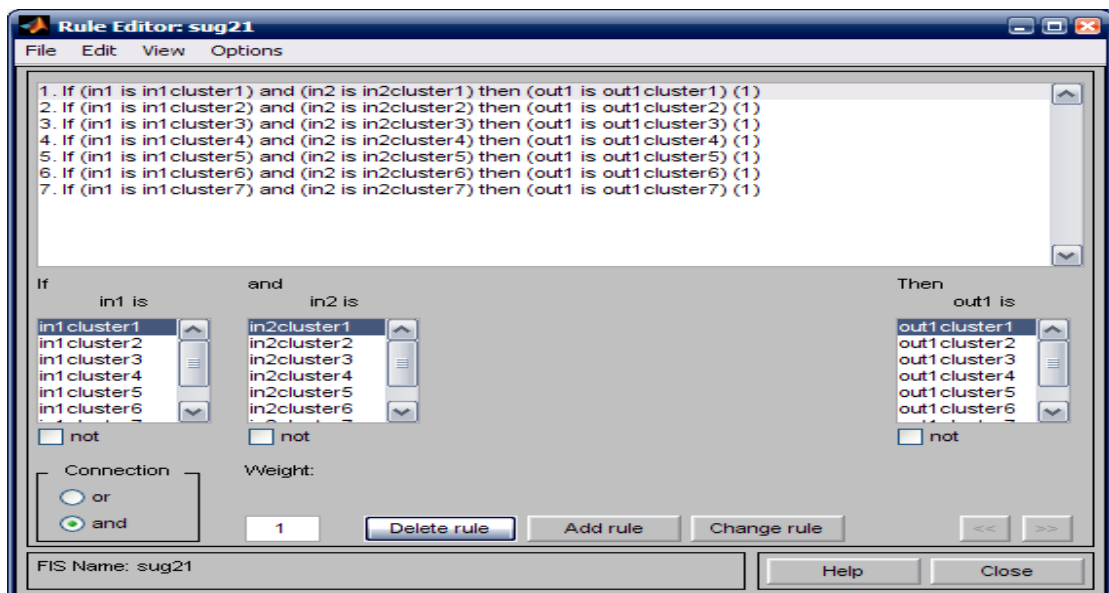 Rule Editor: sug21
File Edit View Options
1. If (in1 is in1cluster1) and (in2 is in2cluster1) then (out1 is out1cluster1) (1)
2. If (in1 is in1cluster2) and (in2 is in2cluster2) then (out1 is out1cluster2) (1)
3. If (in1 is in1cluster3) and (in2 is in2cluster3) then (out1 is out1cluster3) (1)
4. If (in1 is in1cluster4) and (in2 is in2cluster4) then (out1 is out1cluster4) (1)
5. If (in1 is in1cluster5) and (in2 is in2cluster5) then (out1 is out1cluster5) (1)
6. If (in1 is in1cluster6) and (in2 is in2cluster6) then (out1 is out1cluster6) (1)
7. If (in1 is in1cluster7) and (in2 is in2cluster7) then (out1 is out1cluster7) (1)
If and Then
in1 is in2 is out1 is
in1cluster1 in2cluster1 out1cluster1
in1cluster2 in2cluster2 out1cluster2
in1cluster3 in2cluster3 out1cluster3
in1cluster4 in2cluster4 out1cluster4
in1cluster5 in2cluster5 out1cluster5
in1cluster6 in2cluster6 out1cluster6
not not not
Connection Weight:
or
and 1 Delete rule Add rule Change rule << >>
FIS Name: sug21 Help Close